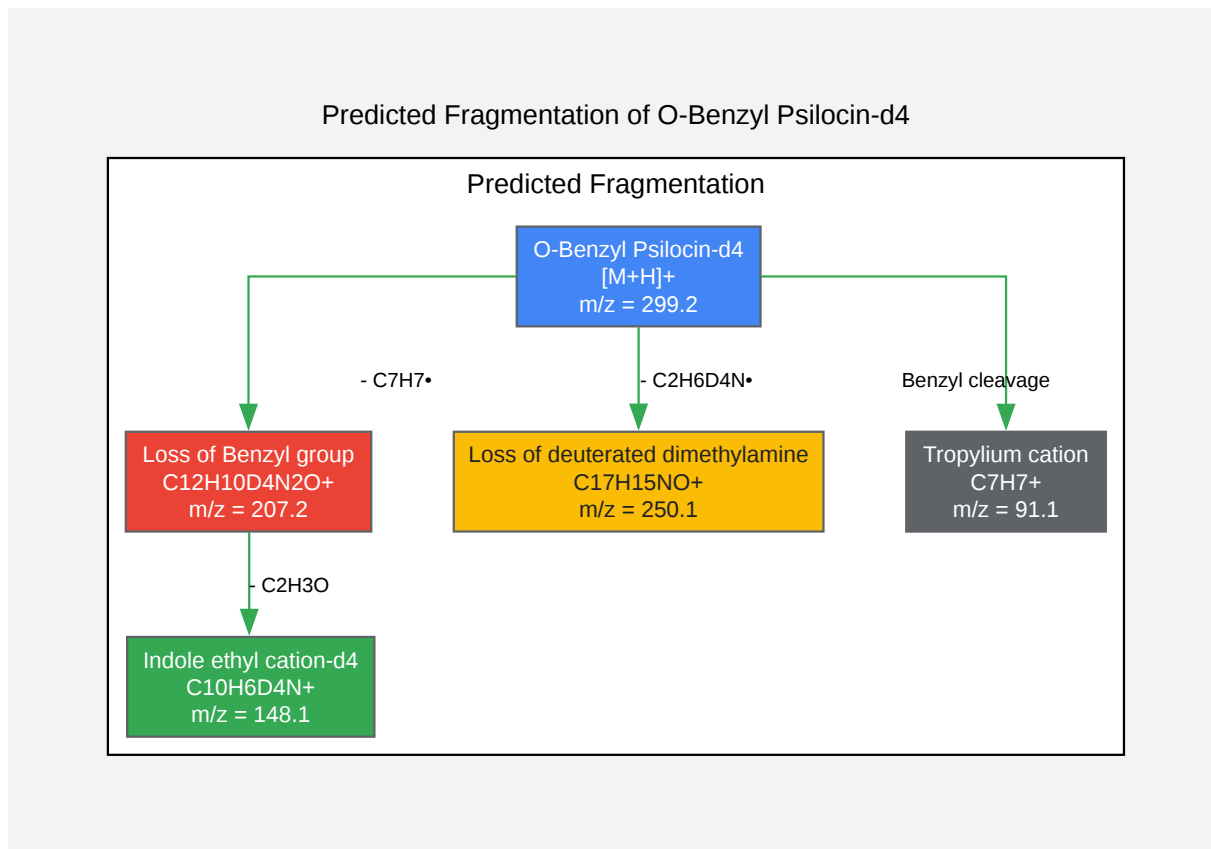 Predicted Fragmentation of O-Benzyl Psilocin-d4
Predicted Fragmentation
O-Benzyl Psilocin-d4
[M+H]+
m/z = 299.2
- C7H7•
- C2H6D4N•
Benzyl cleavage
Loss of Benzyl group
C12H10D4N2O+
m/z = 207.2
Loss of deuterated dimethylamine
C17H15NO+
m/z = 250.1
Tropylium cation
C7H7+
m/z = 91.1
- C2H3O
Indole ethyl cation-d4
C10H6D4N+
m/z = 148.1